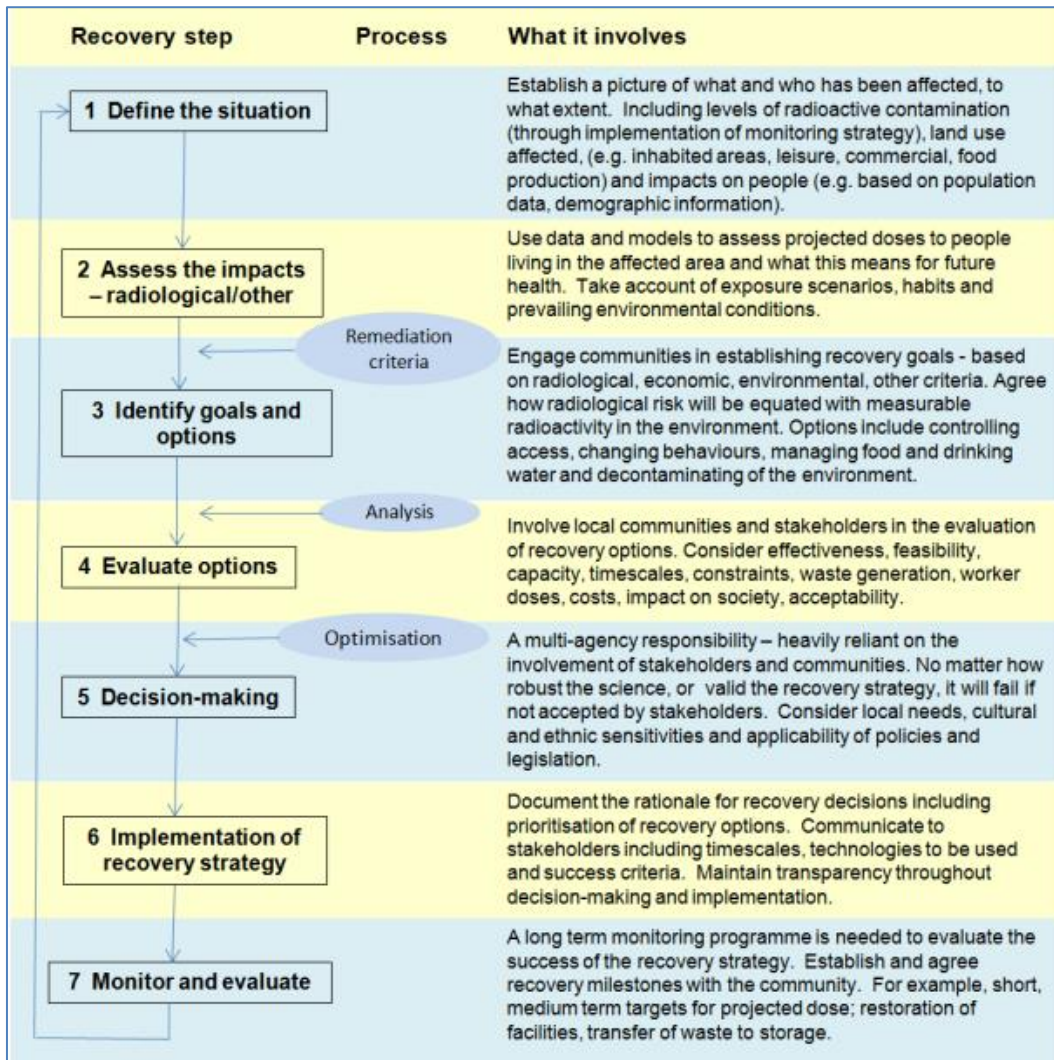 Recovery step Process What it involves
1 Define the situation
Establish a picture of what and who has been affected, to
what extent. Including levels of radioactive contamination
(through implementation of monitoring strategy), land use
affected, (e.g. inhabited areas, leisure, commercial, food
production) and impacts on people (e.g. based on population
data, demographic information).
2 Assess the impacts
– radiological/other
Use data and models to assess projected doses to people
living in the affected area and what this means for future
health. Take account of exposure scenarios, habits and
prevailing environmental conditions.
Remediation
criteria
3 Identify goals and
options
Engage communities in establishing recovery goals - based
on radiological, economic, environmental, other criteria. Agree
how radiological risk will be equated with measurable
radioactivity in the environment. Options include controlling
access, changing behaviours, managing food and drinking
water and decontaminating of the environment.
Analysis
4 Evaluate options
Involve local communities and stakeholders in the evaluation
of recovery options. Consider effectiveness, feasibility,
capacity, timescales, constraints, waste generation, worker
doses, costs, impact on society, acceptability.
Optimisation
5 Decision-making
A multi-agency responsibility – heavily reliant on the
involvement of stakeholders and communities. No matter how
robust the science, or valid the recovery strategy, it will fail if
not accepted by stakeholders. Consider local needs, cultural
and ethnic sensitivities and applicability of policies and
legislation.
6 Implementation of
recovery strategy
Document the rationale for recovery decisions including
prioritisation of recovery options. Communicate to
stakeholders including timescales, technologies to be used
and success criteria. Maintain transparency throughout
decision-making and implementation.
7 Monitor and evaluate
A long term monitoring programme is needed to evaluate the
success of the recovery strategy. Establish and agree
recovery milestones with the community. For example, short,
medium term targets for projected dose; restoration of
facilities, transfer of waste to storage.